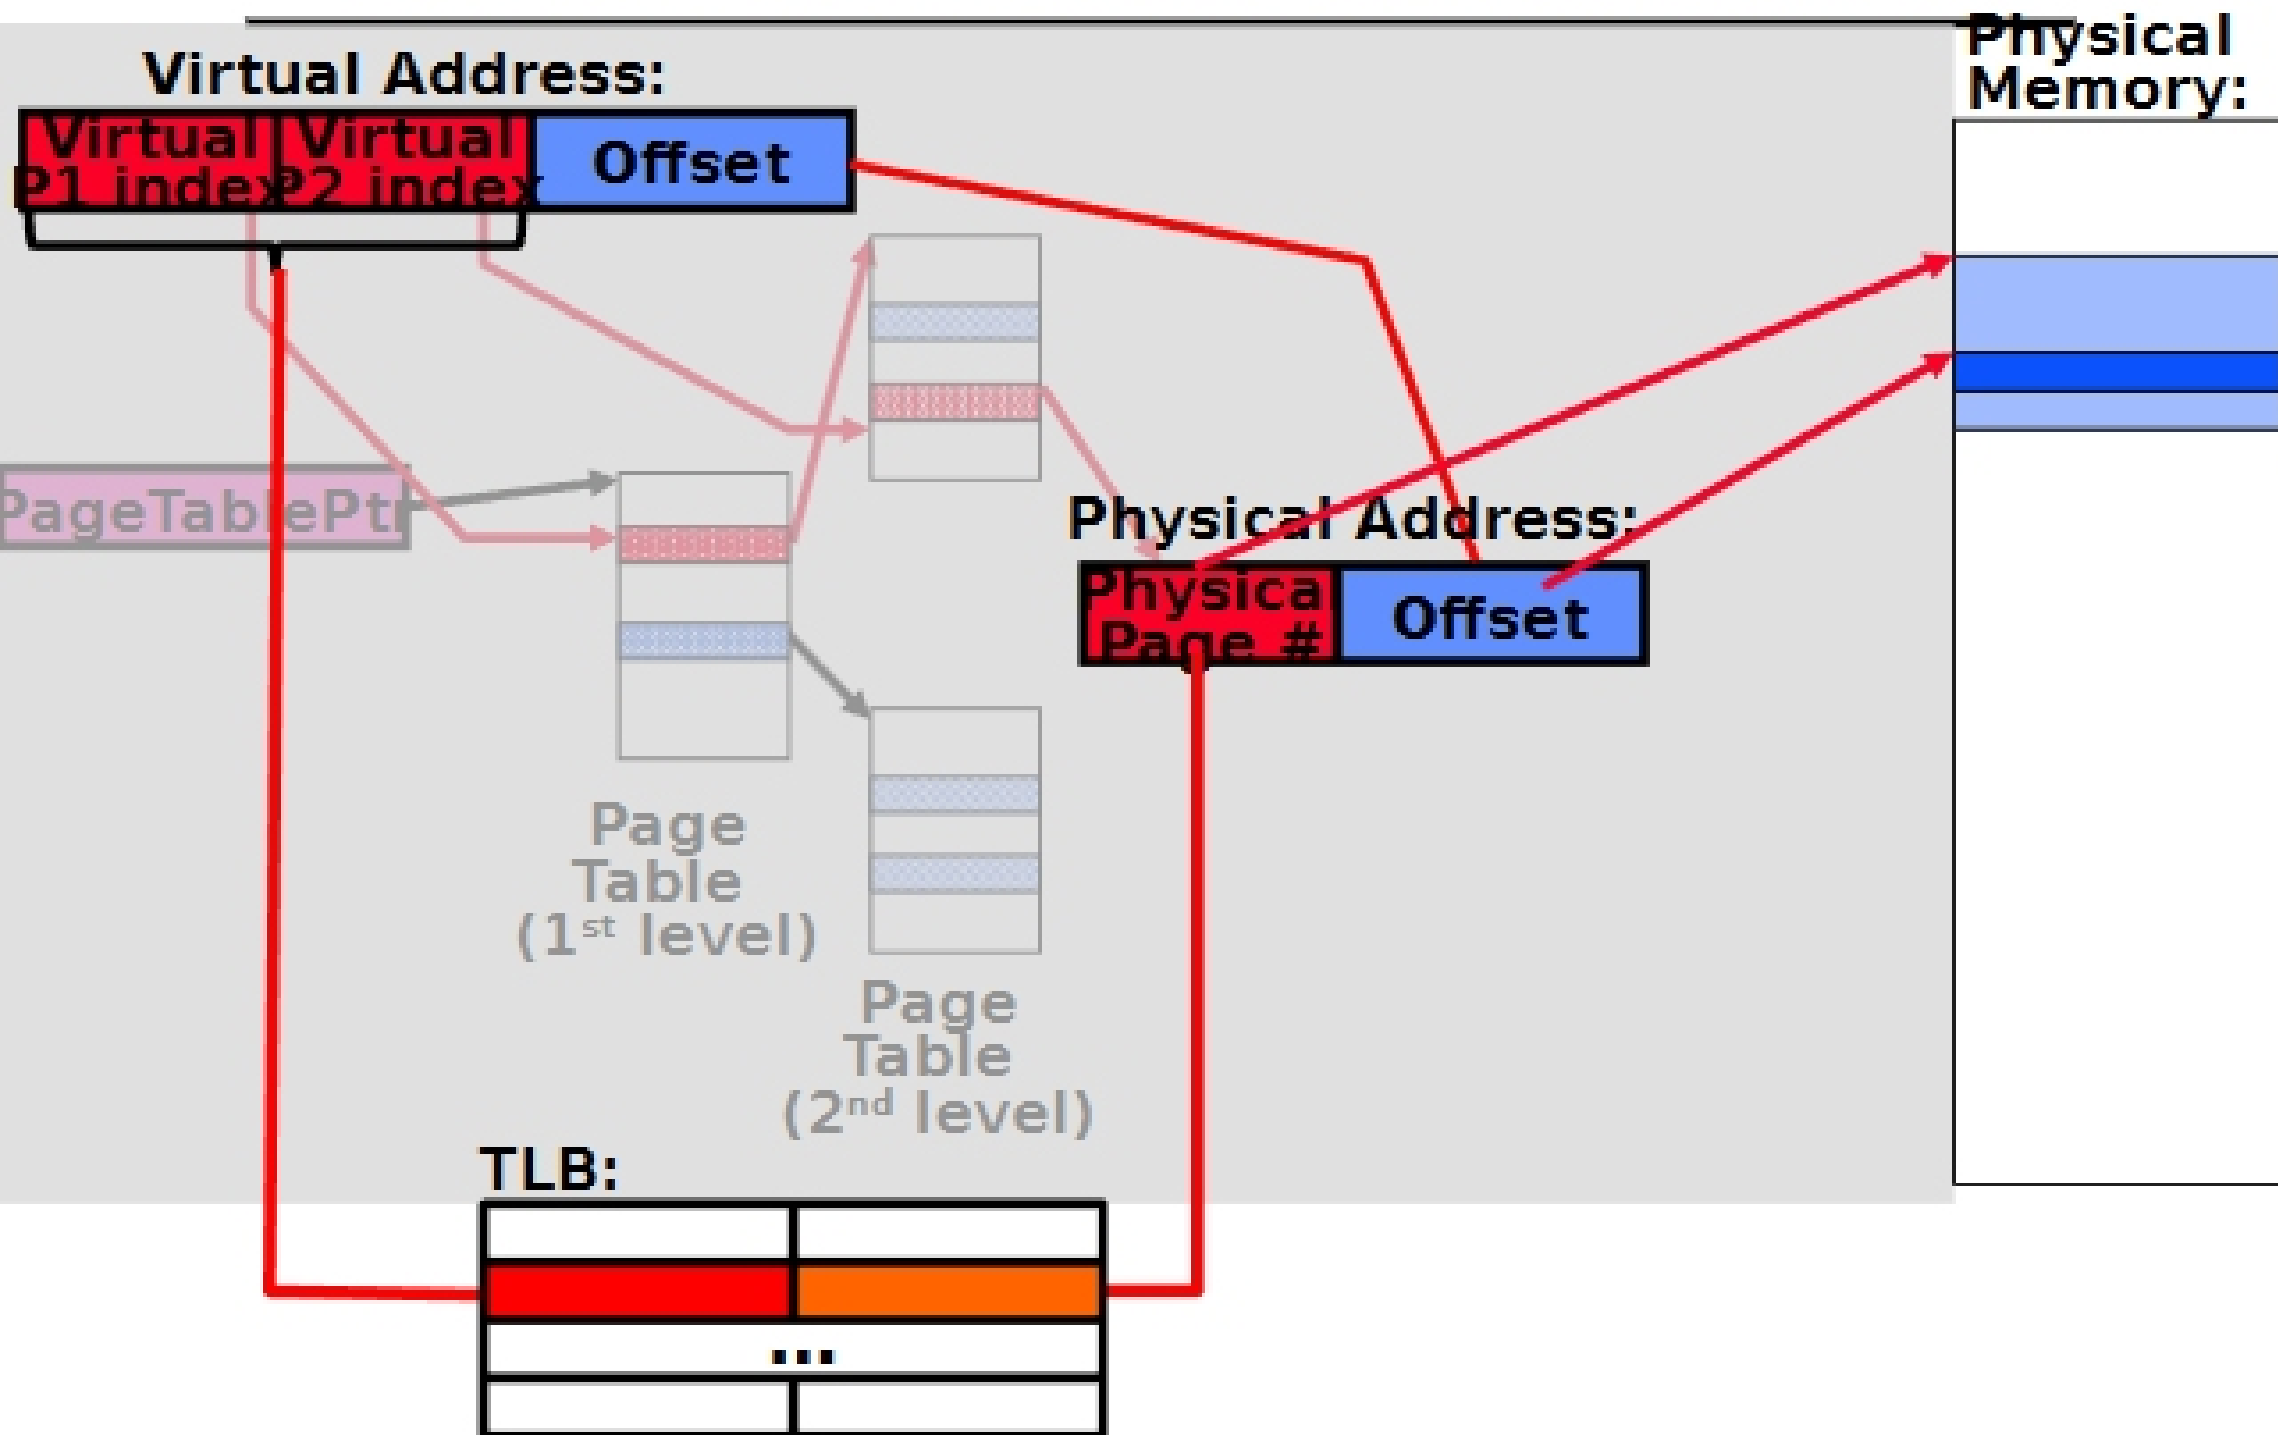 Physical
Memory:
Virtual Address:
Virtual
P1 index
Virtual
P2 index
Offset
PageTablePtr
Physical Address:
Physica
Page #
Offset
Page
Table
(1st level)
Page
Table
(2nd level)
TLB:
...